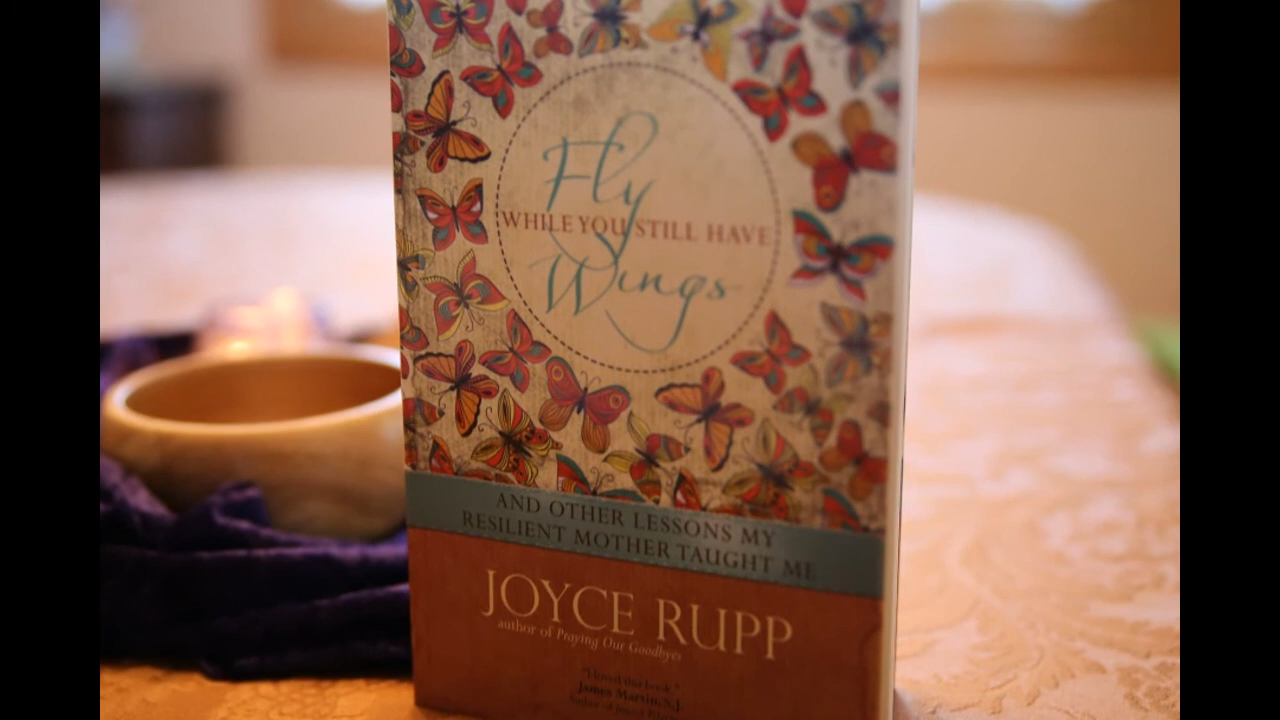 Fly
WHILE YOU STILL HAVE
Wings
AND OTHER LESSONS MY
RESILIENT MOTHER TAUGHT ME
JOYCE RUPP
author of Praying Our Goodbyes
"I loved this book."
James Martin, S.J.